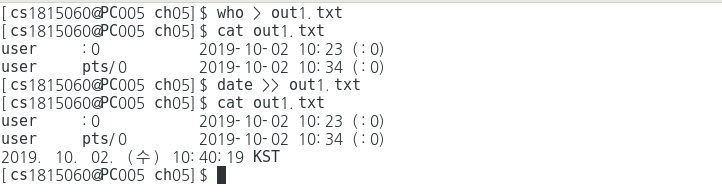 [cs1815060@PC005 ch05]$ who > out1.txt
[cs1815060@PC005 ch05]$ cat out1.txt
user     :0           2019-10-02 10:23 (:0)
user     pts/0        2019-10-02 10:34 (:0)
[cs1815060@PC005 ch05]$ date >> out1.txt
[cs1815060@PC005 ch05]$ cat out1.txt
user     :0           2019-10-02 10:23 (:0)
user     pts/0        2019-10-02 10:34 (:0)
2019. 10. 02. (수) 10:40:19 KST
[cs1815060@PC005 ch05]$